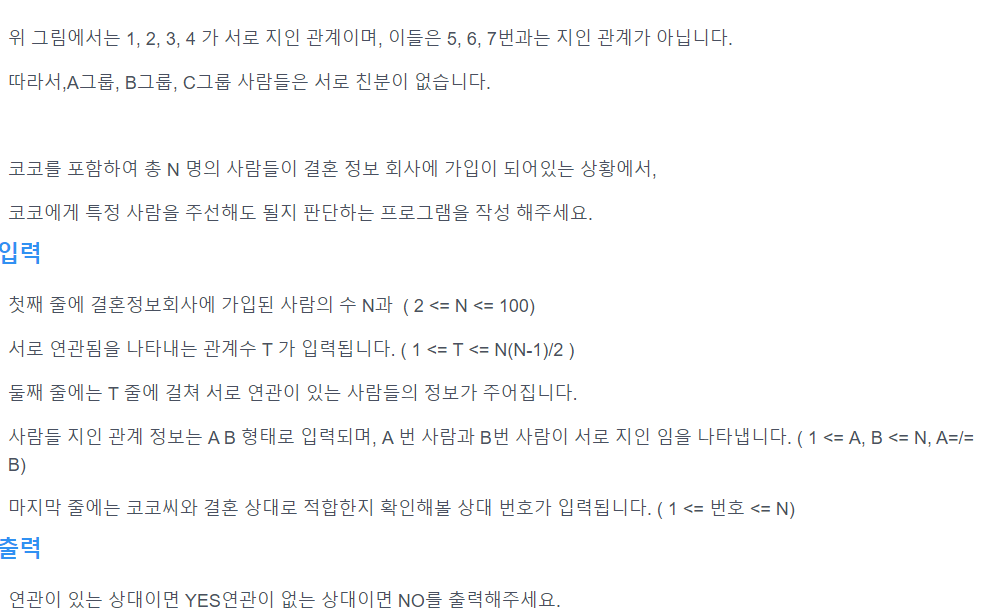 위 그림에서는 1, 2, 3, 4 가 서로 지인 관계이며, 이들은 5, 6, 7번과는 지인 관계가 아닙니다.
따라서,A그룹, B그룹, C그룹 사람들은 서로 친분이 없습니다.
코코를 포함하여 총 N 명의 사람들이 결혼 정보 회사에 가입이 되어있는 상황에서,
코코에게 특정 사람을 주선해도 될지 판단하는 프로그램을 작성 해주세요.
입력
첫째 줄에 결혼정보회사에 가입된 사람의 수 N과  ( 2 <= N <= 100)
서로 연관됨을 나타내는 관계수 T 가 입력됩니다. ( 1 <= T <= N(N-1)/2 )
둘째 줄에는 T 줄에 걸쳐 서로 연관이 있는 사람들의 정보가 주어집니다.
사람들 지인 관계 정보는 A B 형태로 입력되며, A 번 사람과 B번 사람이 서로 지인 임을 나타냅니다. ( 1 <= A, B <= N, A=/=
B)
마지막 줄에는 코코씨와 결혼 상대로 적합한지 확인해볼 상대 번호가 입력됩니다. ( 1 <= 번호 <= N)
출력
연관이 있는 상대이면 YES연관이 없는 상대이면 NO를 출력해주세요.